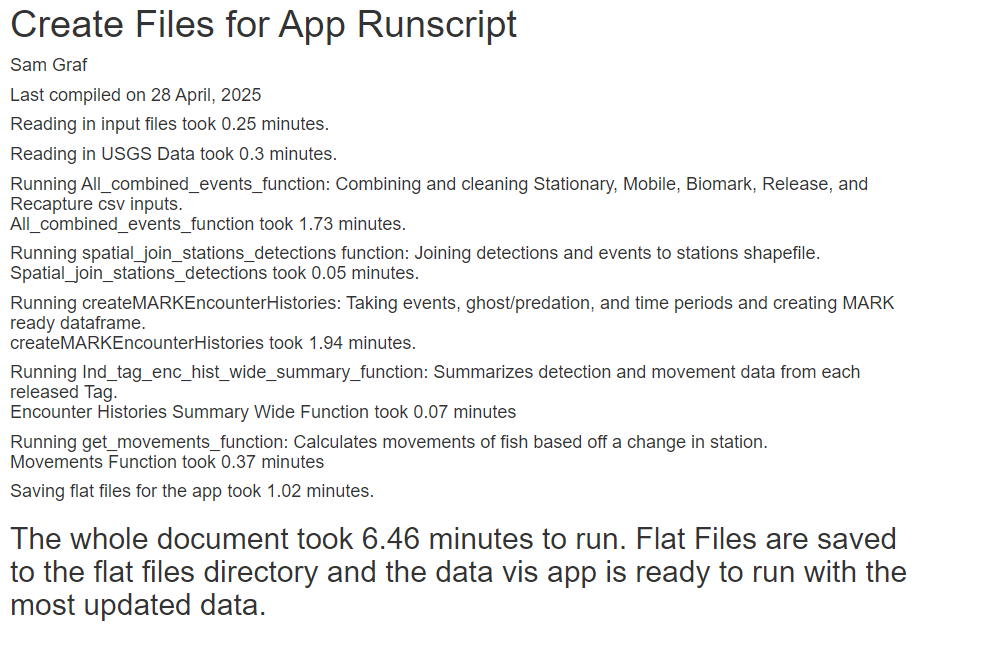 Create Files for App Runscript
Sam Graf
Last compiled on 28 April, 2025
Reading in input files took 0.25 minutes.
Reading in USGS Data took 0.3 minutes.
Running All_combined_events_function: Combining and cleaning Stationary, Mobile, Biomark, Release, and
Recapture csv inputs.
All_combined_events_function took 1.73 minutes.
Running spatial_join_stations_detections function: Joining detections and events to stations shapefile.
Spatial_join_stations_detections took 0.05 minutes.
Running createMARKEncounterHistories: Taking events, ghost/predation, and time periods and creating MARK
ready dataframe.
createMARKEncounterHistories took 1.94 minutes.
Running Ind_tag_enc_hist_wide_summary_function: Summarizes detection and movement data from each
released Tag.
Encounter Histories Summary Wide Function took 0.07 minutes
Running get_movements_function: Calculates movements of fish based off a change in station.
Movements Function took 0.37 minutes
Saving flat files for the app took 1.02 minutes.
The whole document took 6.46 minutes to run. Flat Files are saved
to the flat files directory and the data vis app is ready to run with the
most updated data.